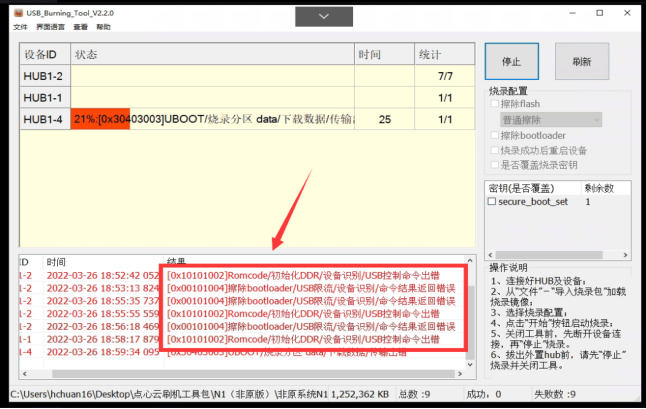 USB_Burning_Tool_V2.2.0
文件 界面语言 查看 帮助
设备ID 状态 时间 统计
HUB1-2 7/7
HUB1-1 1/1
HUB1-4 21%:[0x30403003]UBOOT/烧录分区 data/下载数据/传输出 25 1/1
停止 刷新
烧录配置
擦除flash
普通擦除
擦除bootloader
烧录成功后重启设备
是否覆盖烧录密钥
密钥(是否覆盖) 剩余数
secure_boot_set 1
ID 时间 结果
1-2 2022-03-26 18:52:42 052 [0x10101002]Romcode/初始化DDR/设备识别/USB控制命令出错
1-2 2022-03-26 18:53:13 824 [0x00101004]擦除bootloader/USB限流/设备识别/命令结果返回错误
1-2 2022-03-26 18:55:35 737 [0x00101004]擦除bootloader/USB限流/设备识别/命令结果返回错误
1-2 2022-03-26 18:55:55 559 [0x10101002]Romcode/初始化DDR/设备识别/USB控制命令出错
1-2 2022-03-26 18:56:18 469 [0x00101004]擦除bootloader/USB限流/设备识别/命令结果返回错误
1-1 2022-03-26 18:58:17 879 [0x10101002]Romcode/初始化DDR/设备识别/USB控制命令出错
1-4 2022-03-26 18:59:34 095 [0x30403003]UBOOT/烧录分区 data/下载数据/传输出错
操作说明
1、连接好HUB及设备；
2、从“文件”－“导入烧录包”加载
烧录镜像；
3、选择烧录配置；
4、点击“开始”按钮启动烧录；
5、关闭工具前，先断开设备连
接，再“停止”烧录。
6、拔出外置hub前，请先“停止”
烧录并关闭工具。
C:\Users\hchuan16\Desktop\点心云刷机工具包\N1（非原版）\非原系统N1 1,252,362 KB 总数 :9 成功：0 失败数 :9